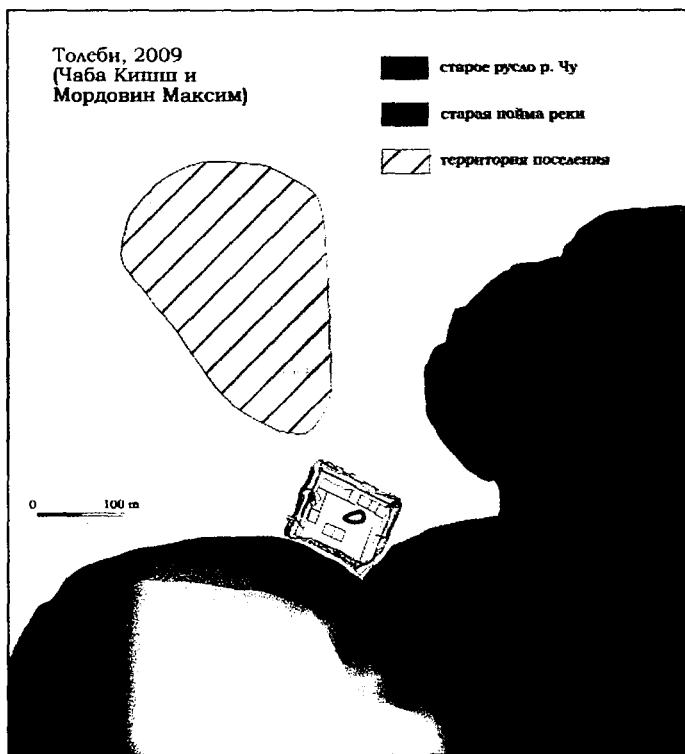 Толеби, 2009
(Чаба Кишш и
Мордовин Максим)
старое русло р. Чу
старая пойма реки
территория поселения
0 100 m